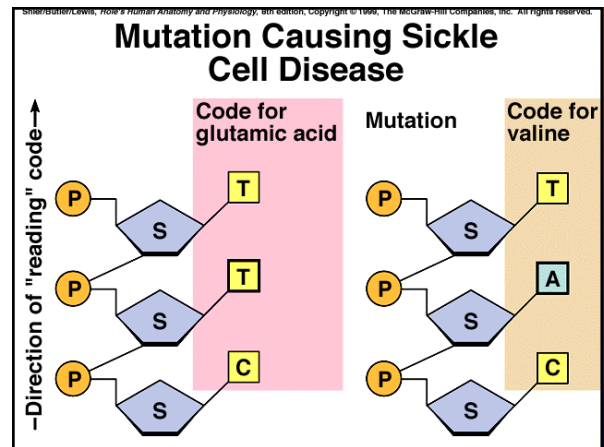 Shier/Butler/Lewis, Hole's Human Anatomy and Physiology, 8th edition, Copyright © 1999, The McGraw-Hill Companies, Inc. All rights reserved.
Mutation Causing Sickle
Cell Disease
–Direction of "reading" code→
Code for
glutamic acid
Mutation
Code for
valine
P
S
T
P
S
T
P
S
T
P
S
A
P
S
C
P
S
C